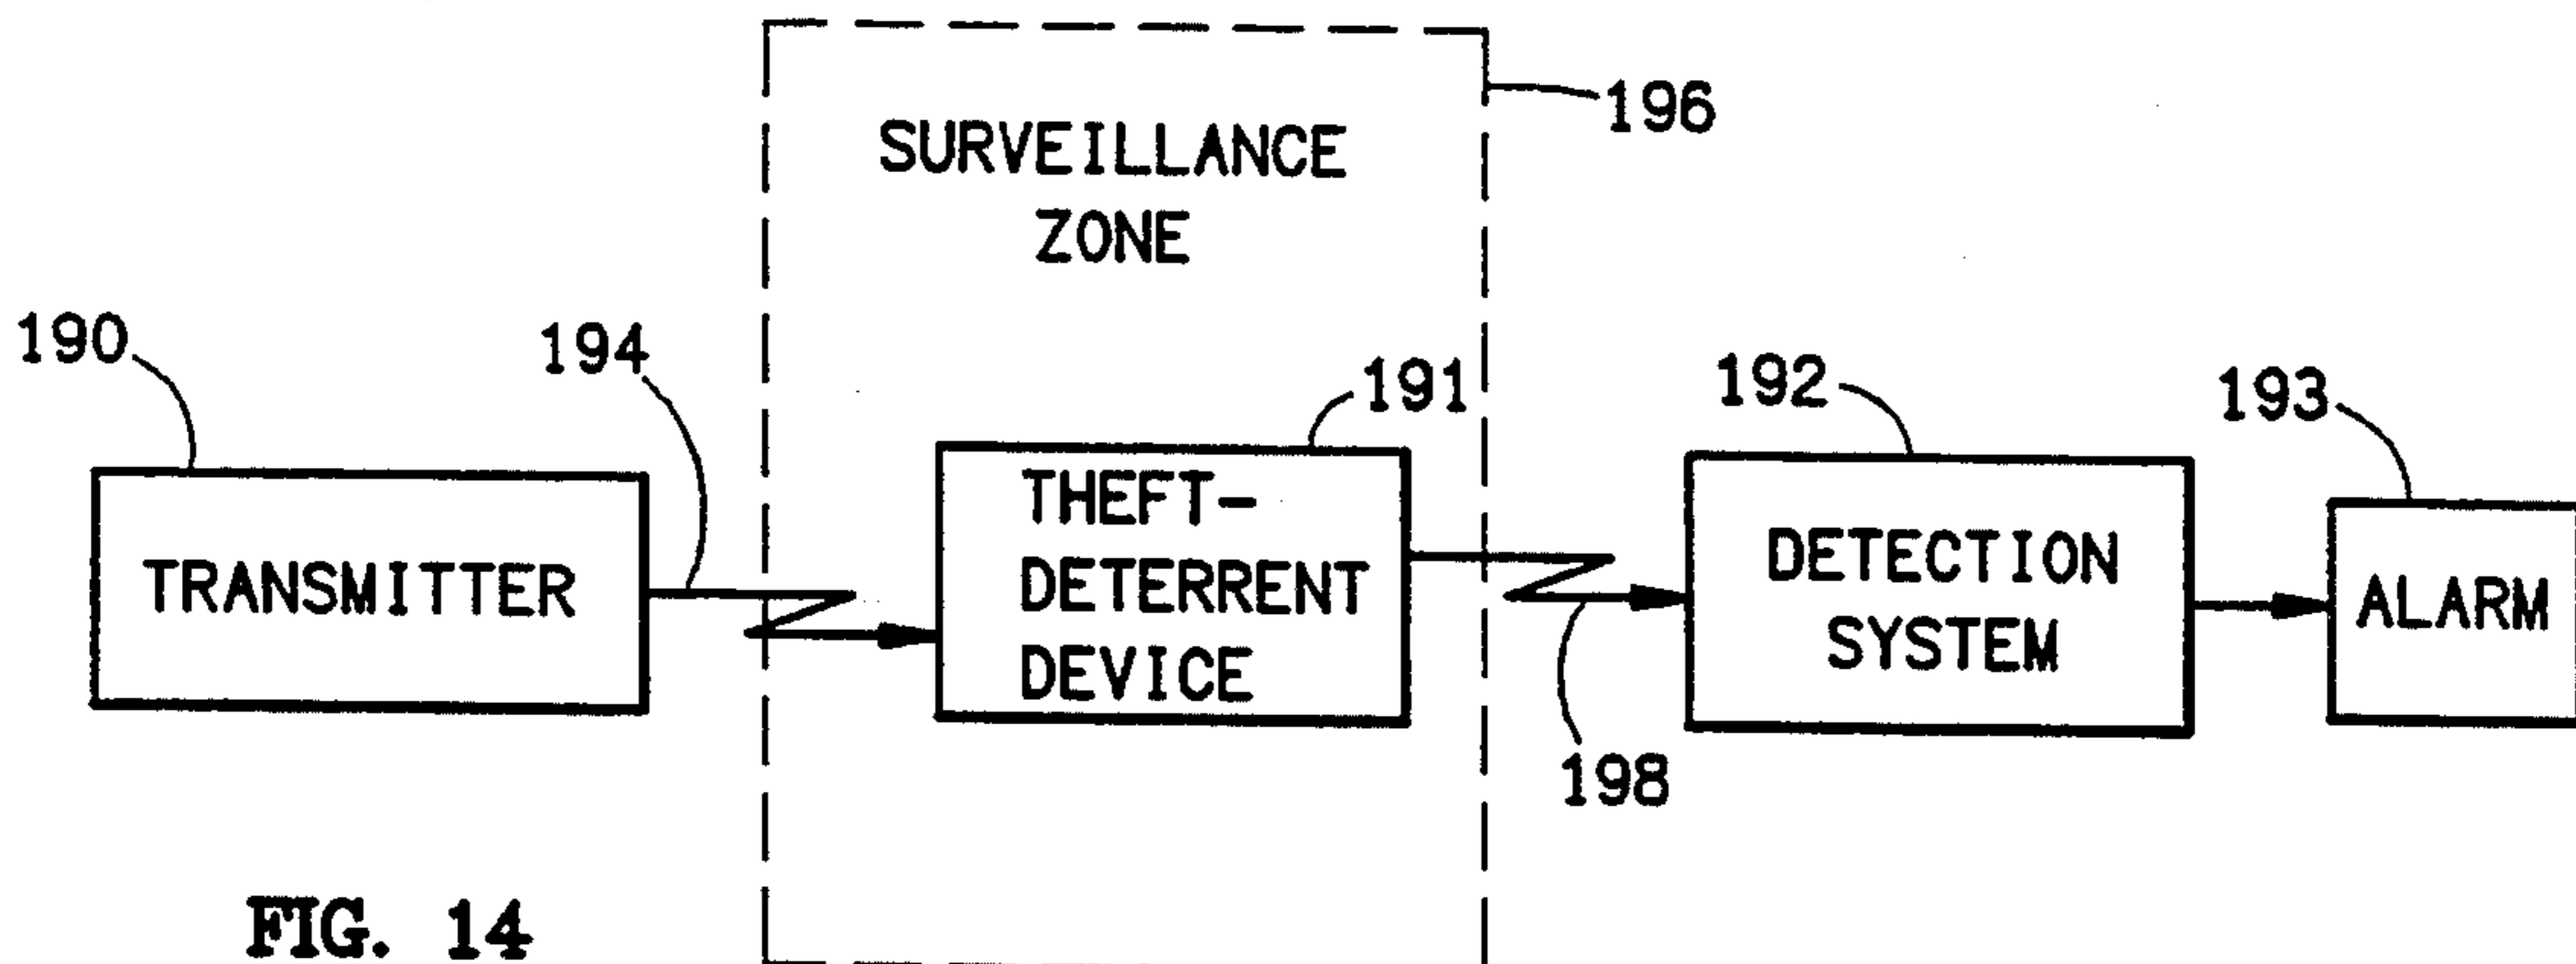 196
SURVEILLANCE
ZONE
190
194
191
192
193
TRANSMITTER
THEFT-
DETERRENT
DEVICE
DETECTION
SYSTEM
ALARM
198
FIG. 14